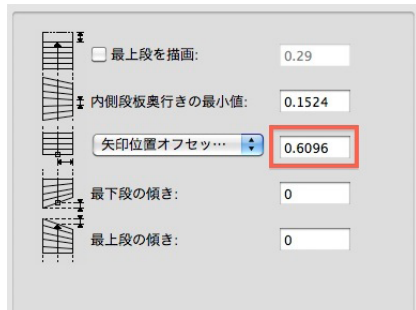 最上段を描画: 0.29
内側段板奥行きの最小値: 0.1524
矢印位置オフセッ… 0.6096
最下段の傾き: 0
最上段の傾き: 0